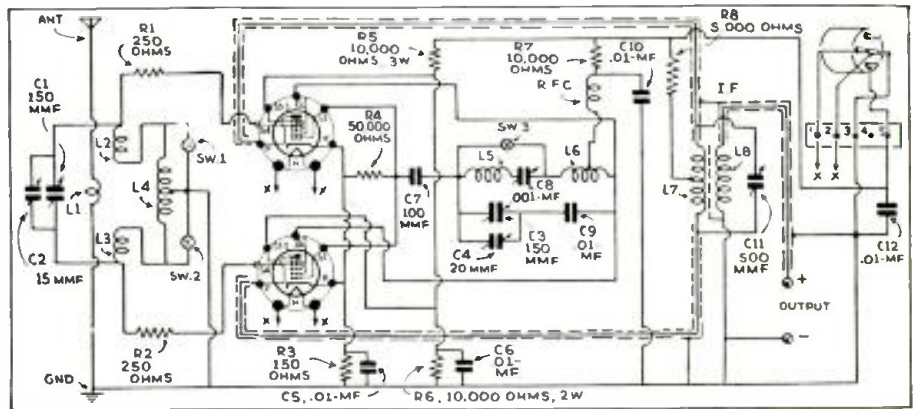 ANT
R1
250
OHMS
C1
150
MMF
L2
L1
L4
SW.1
L3
SW.2
C2
15 MMF
R2
250
OHMS
GND
R5
10,000
OHMS 3W
R4
50,000
OHMS
C7
100
MMF
R3
150
OHMS
C5, .01-MF
C6
.01-
MF
R6, 10,000 OHMS, 2W
R7
10,000
OHMS
RFC
C10
.01-MF
SW.3
L5
L6
C8
.001-MF
C4
20 MMF
C3
150
MMF
C9
.01-
MF
R8
5,000 OHMS
IF
L7
L8
C11
500
MMF
1 2 3 4 5
X X
C12
.01-MF
+
OUTPUT
-
X
X
X
X